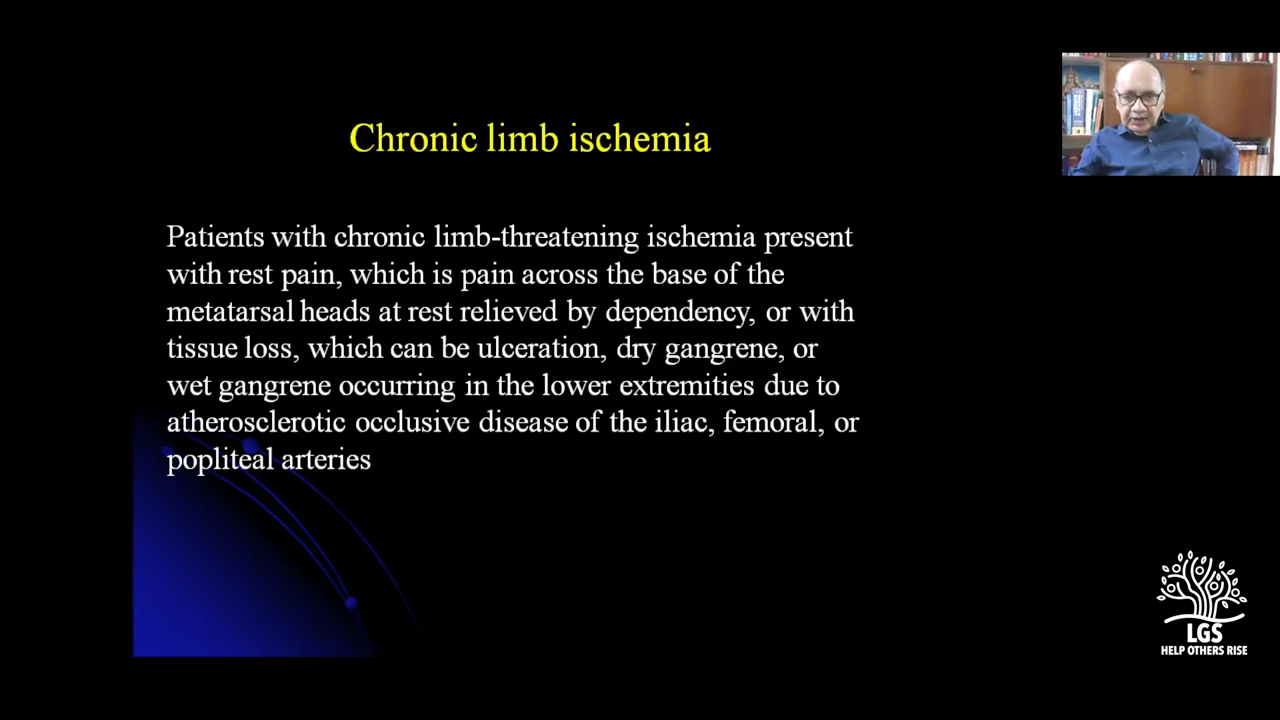 Chronic limb ischemia
Patients with chronic limb-threatening ischemia present
with rest pain, which is pain across the base of the
metatarsal heads at rest relieved by dependency, or with
tissue loss, which can be ulceration, dry gangrene, or
wet gangrene occurring in the lower extremities due to
atherosclerotic occlusive disease of the iliac, femoral, or
popliteal arteries
LGS
HELP OTHERS RISE